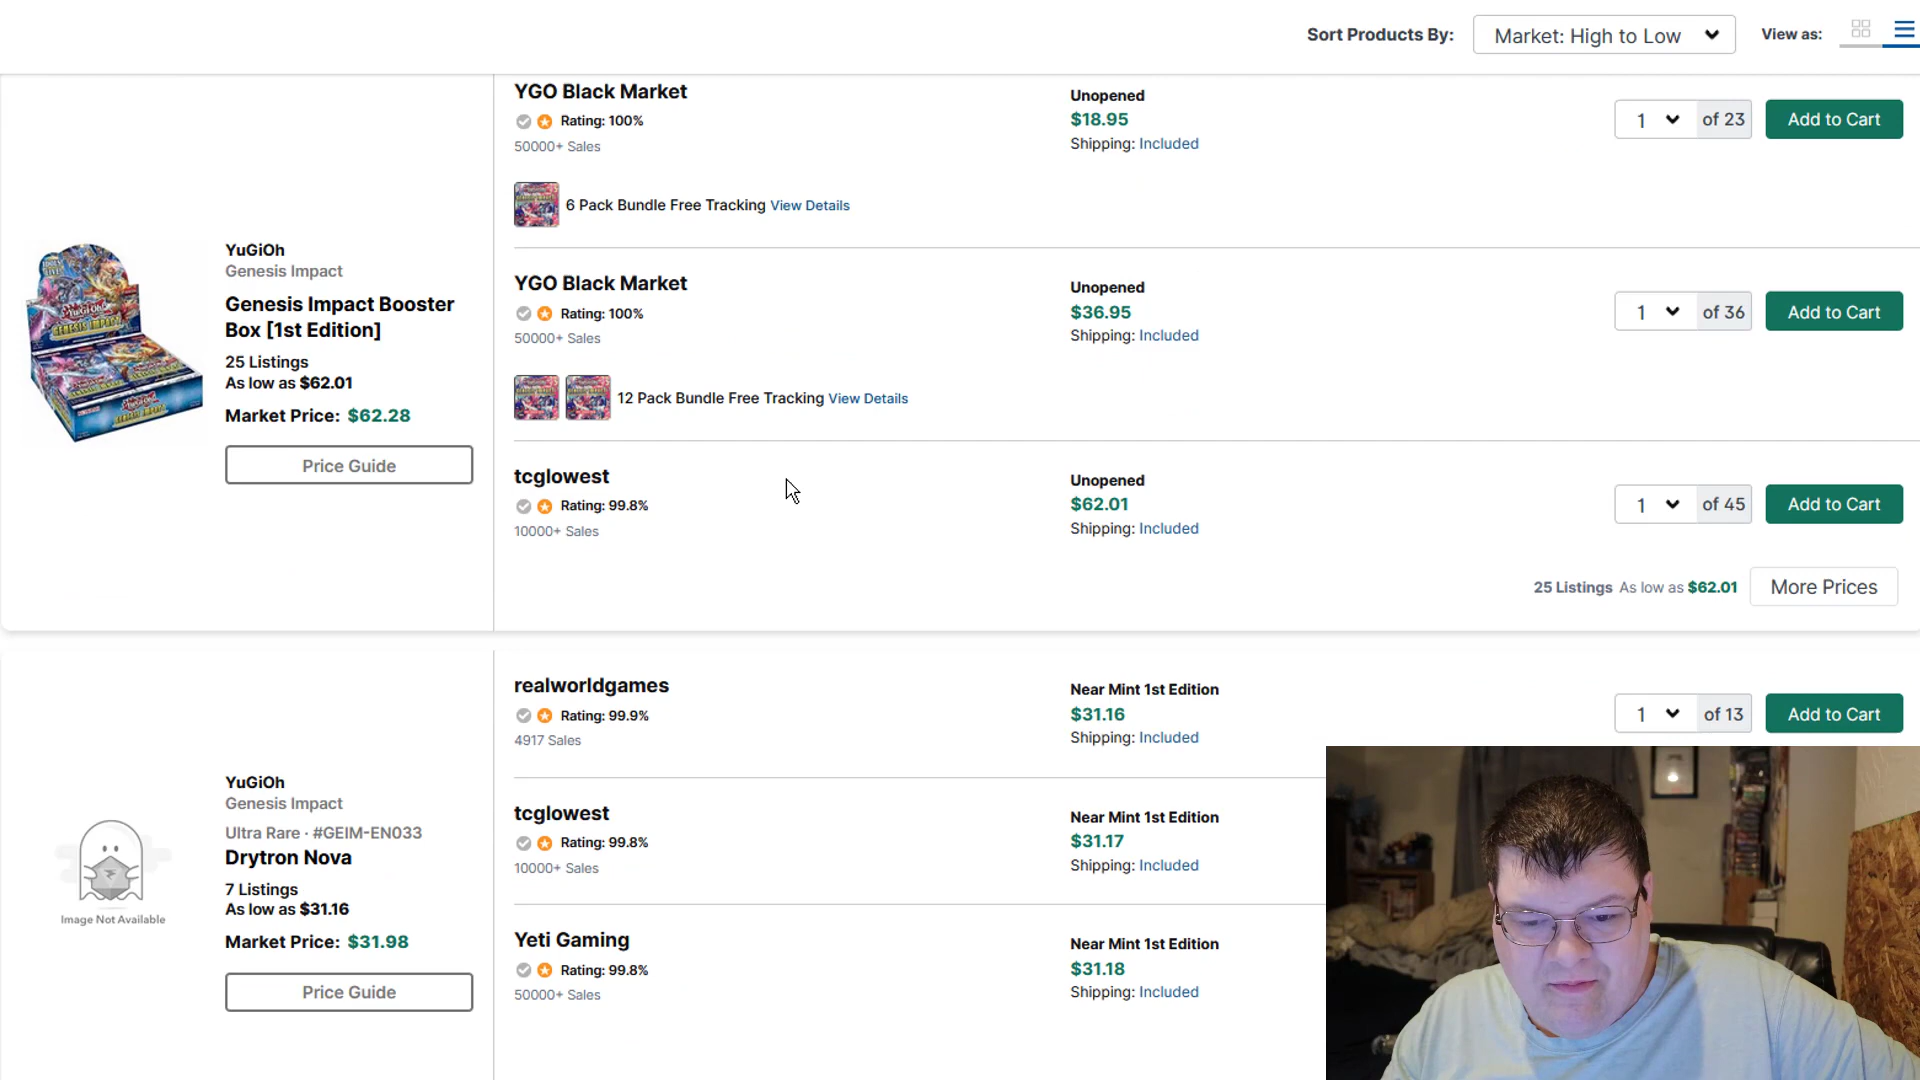 Sort Products By: Market: High to Low View as:
YGO Black Market
Rating: 100%
50000+ Sales
Unopened
$18.95
Shipping: Included
1 of 23 Add to Cart
6 Pack Bundle Free Tracking View Details
YuGiOh
Genesis Impact
Genesis Impact Booster
Box [1st Edition]
25 Listings
As low as $62.01
Market Price: $62.28
Price Guide
YGO Black Market
Rating: 100%
50000+ Sales
Unopened
$36.95
Shipping: Included
1 of 36 Add to Cart
12 Pack Bundle Free Tracking View Details
tcglowest
Rating: 99.8%
10000+ Sales
Unopened
$62.01
Shipping: Included
1 of 45 Add to Cart
25 Listings As low as $62.01 More Prices
YuGiOh
Genesis Impact
Ultra Rare · #GEIM-EN033
Drytron Nova
7 Listings
As low as $31.16
Market Price: $31.98
Price Guide
Image Not Available
realworldgames
Rating: 99.9%
4917 Sales
Near Mint 1st Edition
$31.16
Shipping: Included
1 of 13 Add to Cart
tcglowest
Rating: 99.8%
10000+ Sales
Near Mint 1st Edition
$31.17
Shipping: Included
Yeti Gaming
Rating: 99.8%
50000+ Sales
Near Mint 1st Edition
$31.18
Shipping: Included